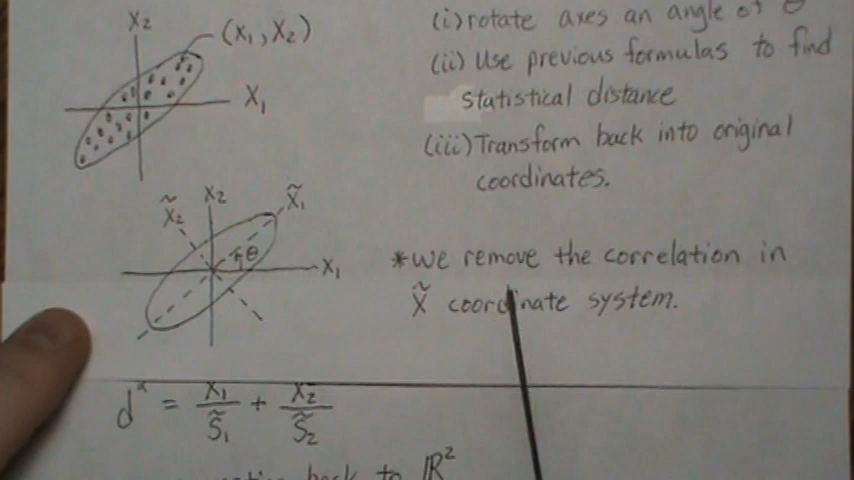 X₂
(x₁, x₂)
X₁
(i) rotate axes an angle of θ
(ii) Use previous formulas to find
statistical distance
(iii) Transform back into original
coordinates.
X̃₂
X₂
X̃₁
θ
X₁
*we remove the correlation in
X̃ coordinate system.
d² = x₁/S̃₁ + x₂/S̃₂
back to ℝ²